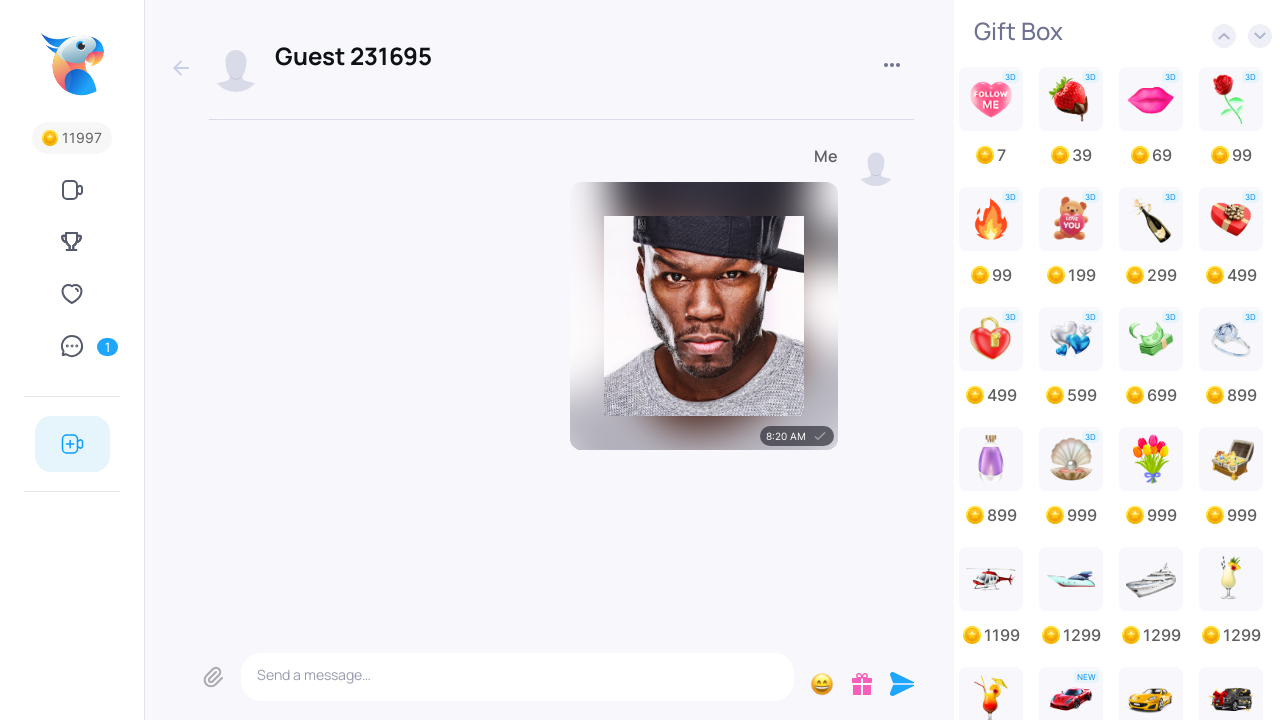 Guest 231695
Gift Box
11997
1
Me
8:20 AM
Send a message...
3D 3D 3D 3D
FOLLOW ME
7 39 69 99
3D 3D 3D 3D
LOVE YOU
99 199 299 499
3D 3D 3D 3D
499 599 699 899
3D
899 999 999 999
1199 1299 1299 1299
NEW